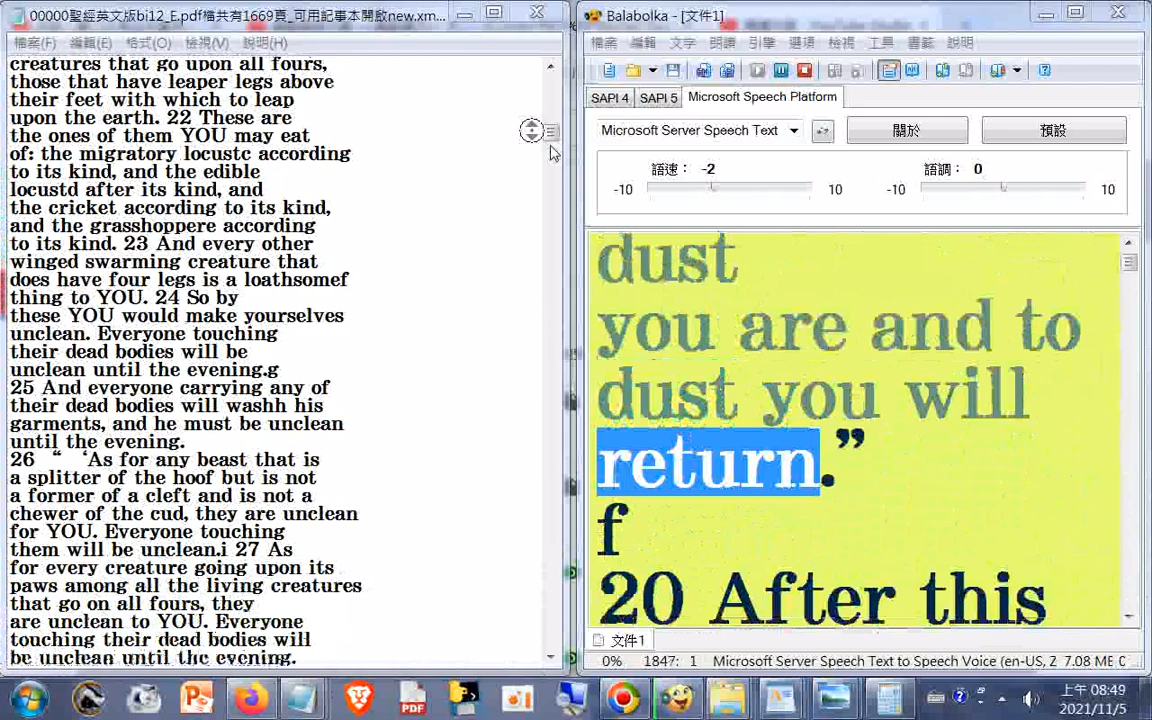 00000聖經英文版bi12_E.pdf檔共有1669頁_可用記事本開啟new.xm...
檔案(F) 編輯(E) 格式(O) 檢視(V) 說明(H)
creatures that go upon all fours,
those that have leaper legs above
their feet with which to leap
upon the earth. 22 These are
the ones of them YOU may eat
of: the migratory locustc according
to its kind, and the edible
locustd after its kind, and
the cricket according to its kind,
and the grasshoppere according
to its kind. 23 And every other
winged swarming creature that
does have four legs is a loathsomef
thing to YOU. 24 So by
these YOU would make yourselves
unclean. Everyone touching
their dead bodies will be
unclean until the evening.g
25 And everyone carrying any of
their dead bodies will washh his
garments, and he must be unclean
until the evening.
26 “ ‘As for any beast that is
a splitter of the hoof but is not
a former of a cleft and is not a
chewer of the cud, they are unclean
for YOU. Everyone touching
them will be unclean.i 27 As
for every creature going upon its
paws among all the living creatures
that go on all fours, they
are unclean to YOU. Everyone
touching their dead bodies will
be unclean until the evening.
Balabolka - [文件1]
檔案 編輯 文字 朗讀 引擎 選項 檢視 工具 書籤 說明
SAPI 4 SAPI 5 Microsoft Speech Platform
Microsoft Server Speech Text 關於 預設
語速： -2 語調： 0
-10 10 -10 10
dust
you are and to
dust you will
return.”
f
20 After this
文件1
0% 1847: 1 Microsoft Server Speech Text to Speech Voice (en-US, Z 7.08 ME
上午 08:49
2021/11/5